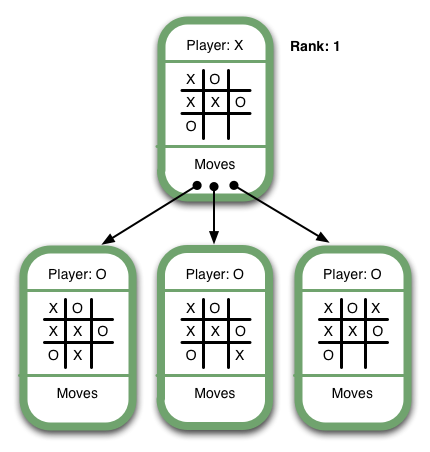 Player: X
Rank: 1
X O
X X O
O
Moves
Player: O
X O
X X O
O X
Moves
Player: O
X O
X X O
O X
Moves
Player: O
X O X
X X O
O
Moves